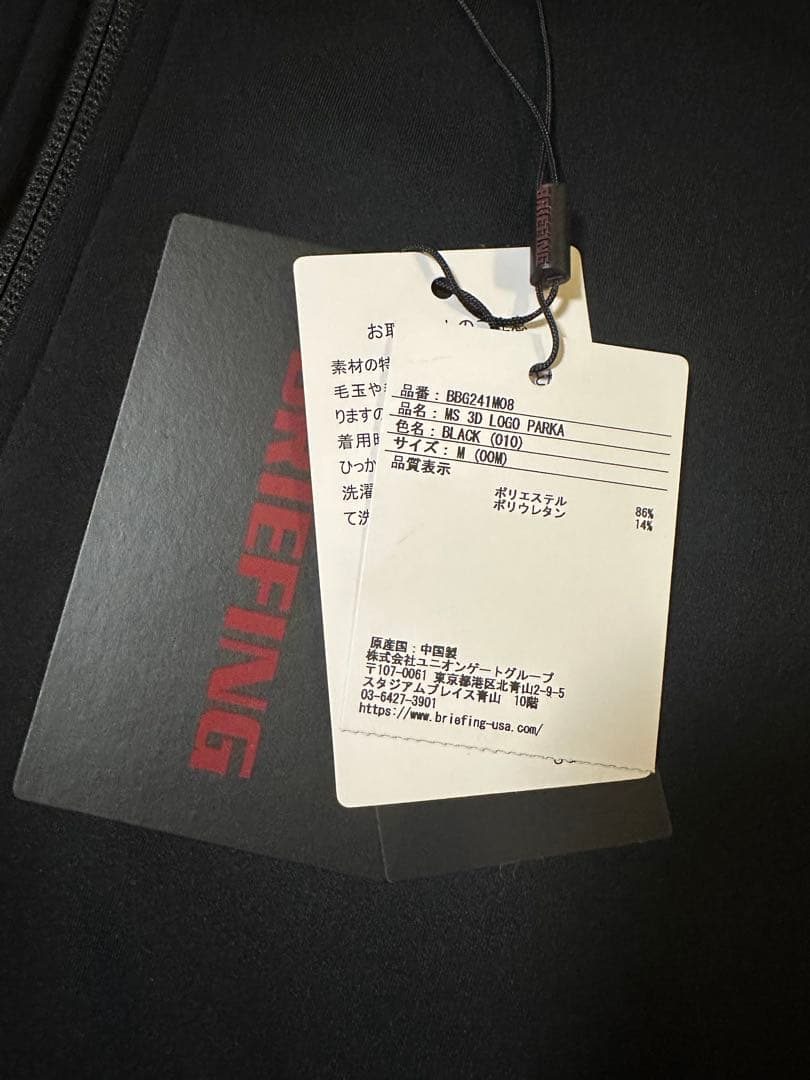 BRIEFING
BRIEFING
お取
素材の特
毛玉や
りますの
着用時
ひっか
洗濯
て洗
品番：BBG241M08
品名：MS 3D LOGO PARKA
色名：BLACK (010)
サイズ：M (00M)
品質表示
ポリエステル 86%
ポリウレタン 14%
原産国：中国製
株式会社ユニオンゲートグループ
〒107-0061 東京都港区北青山2-9-5
スタジアムプレイス青山 10階
03-6427-3901
https://www.briefing-usa.com/